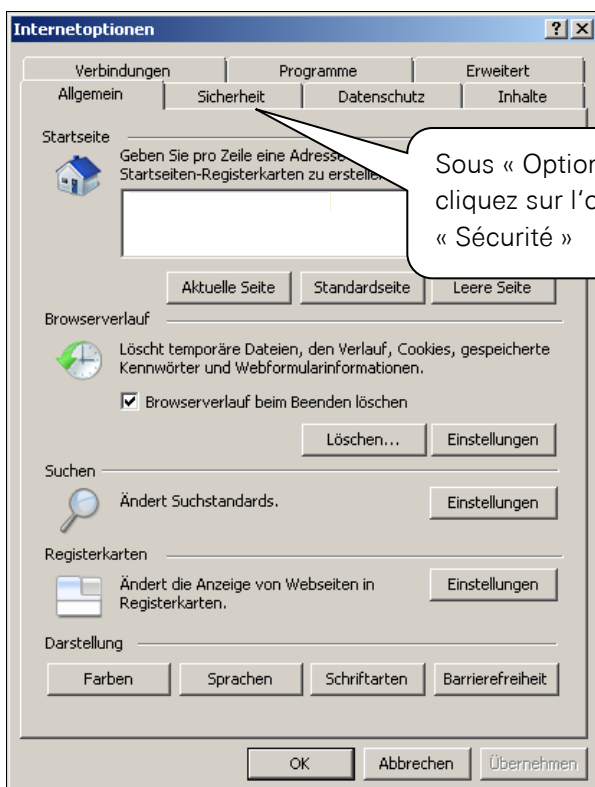 Internetoptionen
Verbindungen Programme Erweitert
Allgemein Sicherheit Datenschutz Inhalte
Startseite
Geben Sie pro Zeile eine Adresse
Startseiten-Registerkarten zu erstellen
Sous « Option
cliquez sur l'o
« Sécurité »
Aktuelle Seite Standardseite Leere Seite
Browserverlauf
Löscht temporäre Dateien, den Verlauf, Cookies, gespeicherte
Kennwörter und Webformularinformationen.
Browserverlauf beim Beenden löschen
Löschen... Einstellungen
Suchen
Ändert Suchstandards. Einstellungen
Registerkarten
Ändert die Anzeige von Webseiten in Einstellungen
Registerkarten.
Darstellung
Farben Sprachen Schriftarten Barrierefreiheit
OK Abbrechen Übernehmen